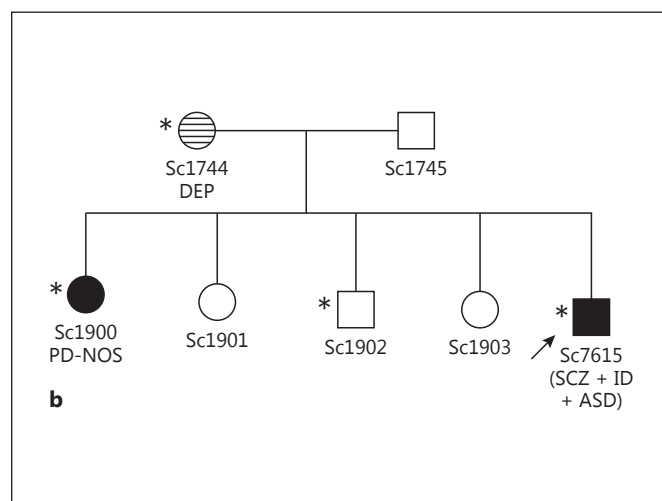 *
Sc1744
DEP
Sc1745
*
Sc1900
PD-NOS
Sc1901
*
Sc1902
Sc1903
*
Sc7615
(SCZ + ID
+ ASD)
b